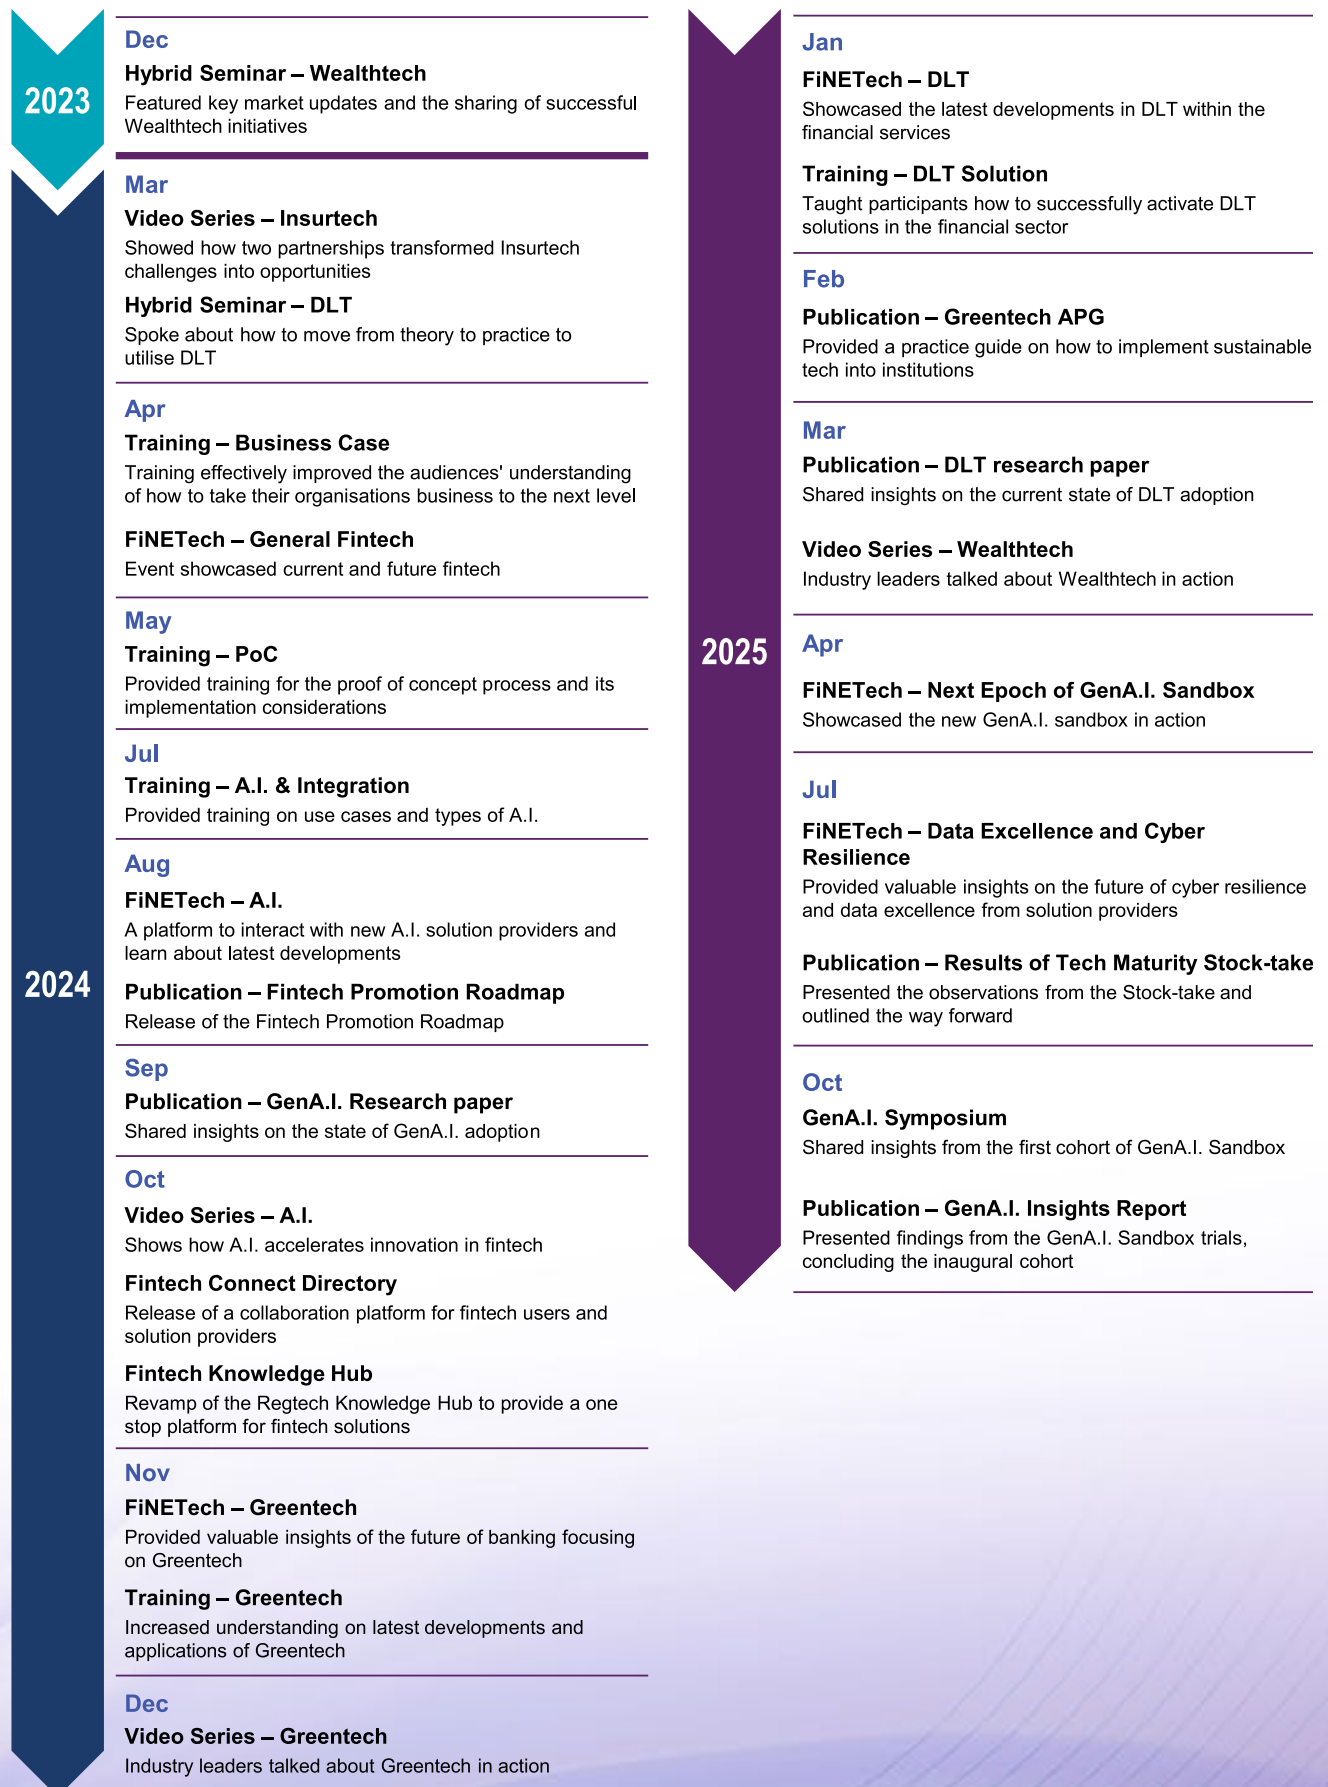 2023
Dec
Hybrid Seminar – Wealthtech
Featured key market updates and the sharing of successful
Wealthtech initiatives
2024
Mar
Video Series – Insurtech
Showed how two partnerships transformed Insurtech
challenges into opportunities
Hybrid Seminar – DLT
Spoke about how to move from theory to practice to
utilise DLT
Apr
Training – Business Case
Training effectively improved the audiences' understanding
of how to take their organisations business to the next level
FiNETech – General Fintech
Event showcased current and future fintech
May
Training – PoC
Provided training for the proof of concept process and its
implementation considerations
Jul
Training – A.I. & Integration
Provided training on use cases and types of A.I.
Aug
FiNETech – A.I.
A platform to interact with new A.I. solution providers and
learn about latest developments
Publication – Fintech Promotion Roadmap
Release of the Fintech Promotion Roadmap
Sep
Publication – GenA.I. Research paper
Shared insights on the state of GenA.I. adoption
Oct
Video Series – A.I.
Shows how A.I. accelerates innovation in fintech
Fintech Connect Directory
Release of a collaboration platform for fintech users and
solution providers
Fintech Knowledge Hub
Revamp of the Regtech Knowledge Hub to provide a one
stop platform for fintech solutions
Nov
FiNETech – Greentech
Provided valuable insights of the future of banking focusing
on Greentech
Training – Greentech
Increased understanding on latest developments and
applications of Greentech
Dec
Video Series – Greentech
Industry leaders talked about Greentech in action
2025
Jan
FiNETech – DLT
Showcased the latest developments in DLT within the
financial services
Training – DLT Solution
Taught participants how to successfully activate DLT
solutions in the financial sector
Feb
Publication – Greentech APG
Provided a practice guide on how to implement sustainable
tech into institutions
Mar
Publication – DLT research paper
Shared insights on the current state of DLT adoption
Video Series – Wealthtech
Industry leaders talked about Wealthtech in action
Apr
FiNETech – Next Epoch of GenA.I. Sandbox
Showcased the new GenA.I. sandbox in action
Jul
FiNETech – Data Excellence and Cyber
Resilience
Provided valuable insights on the future of cyber resilience
and data excellence from solution providers
Publication – Results of Tech Maturity Stock-take
Presented the observations from the Stock-take and
outlined the way forward
Oct
GenA.I. Symposium
Shared insights from the first cohort of GenA.I. Sandbox
Publication – GenA.I. Insights Report
Presented findings from the GenA.I. Sandbox trials,
concluding the inaugural cohort